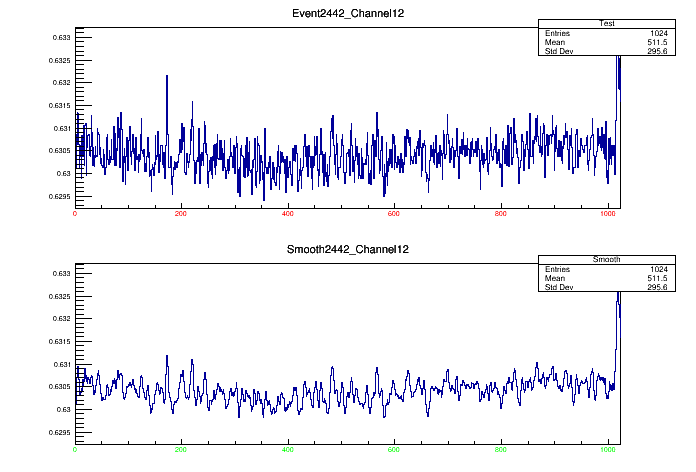 Event2442_Channel12
Test
Entries 1024
Mean 511.5
Std Dev 295.6
0.633
0.6325
0.632
0.6315
0.631
0.6305
0.63
0.6295
0 200 400 600 800 1000
Smooth2442_Channel12
Smooth
Entries 1024
Mean 511.5
Std Dev 295.6
0.633
0.6325
0.632
0.6315
0.631
0.6305
0.63
0.6295
0 200 400 600 800 1000